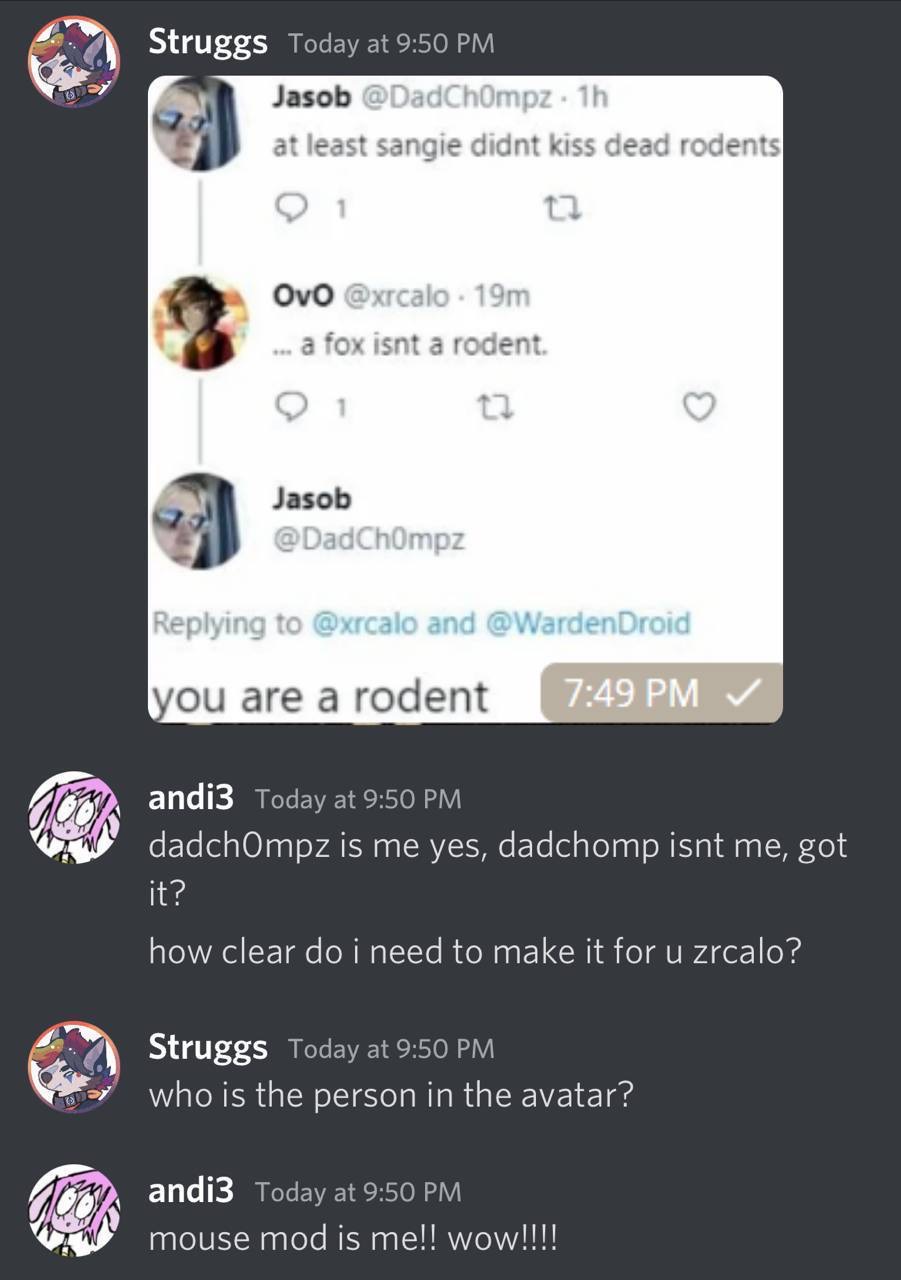 Struggs Today at 9:50 PM
Jasob @DadCh0mpz · 1h
at least sangie didnt kiss dead rodents
1
OvO @xrcalo · 19m
... a fox isnt a rodent.
1
Jasob
@DadCh0mpz
Replying to @xrcalo and @WardenDroid
you are a rodent
7:49 PM
andi3 Today at 9:50 PM
dadch0mpz is me yes, dadchomp isnt me, got
it?
how clear do i need to make it for u zrcalo?
Struggs Today at 9:50 PM
who is the person in the avatar?
andi3 Today at 9:50 PM
mouse mod is me!! wow!!!!